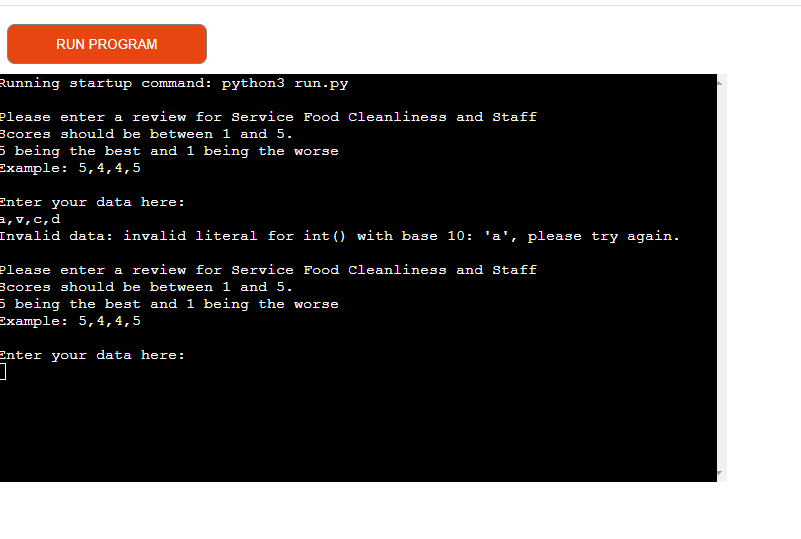 RUN PROGRAM
Running startup command: python3 run.py
Please enter a review for Service Food Cleanliness and Staff
Scores should be between 1 and 5.
5 being the best and 1 being the worse
Example: 5,4,4,5
Enter your data here:
a,v,c,d
Invalid data: invalid literal for int() with base 10: 'a', please try again.
Please enter a review for Service Food Cleanliness and Staff
Scores should be between 1 and 5.
5 being the best and 1 being the worse
Example: 5,4,4,5
Enter your data here: